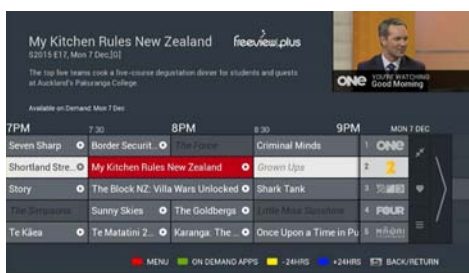 My Kitchen Rules New Zealand
freeview plus
S2015 E17, Mon 7 Dec,[G]
The top five teams cook a five-course degustation dinner for students and guests
at Auckland's Pakuranga College.
Available on Demand: Mon 7 Dec
ONE YOU'RE WATCHING
Good Morning
7PM 7:30 8PM 8:30 9PM MON 7 DEC
Seven Sharp Border Securit.. The Force Criminal Minds 1 ONE
Shortland Stre.. My Kitchen Rules New Zealand Grown Ups 2 2
Story The Block NZ: Villa Wars Unlocked Shark Tank 3
The Simpsons Sunny Skies The Goldbergs Little Miss Sunshine 4 FOUR
Te Kāea Te Matatini 2.. Karanga: The.. Once Upon a Time in Pu 5 MĀORI
MENU ON DEMAND APPS -24HRS +24HRS BACK/RETURN